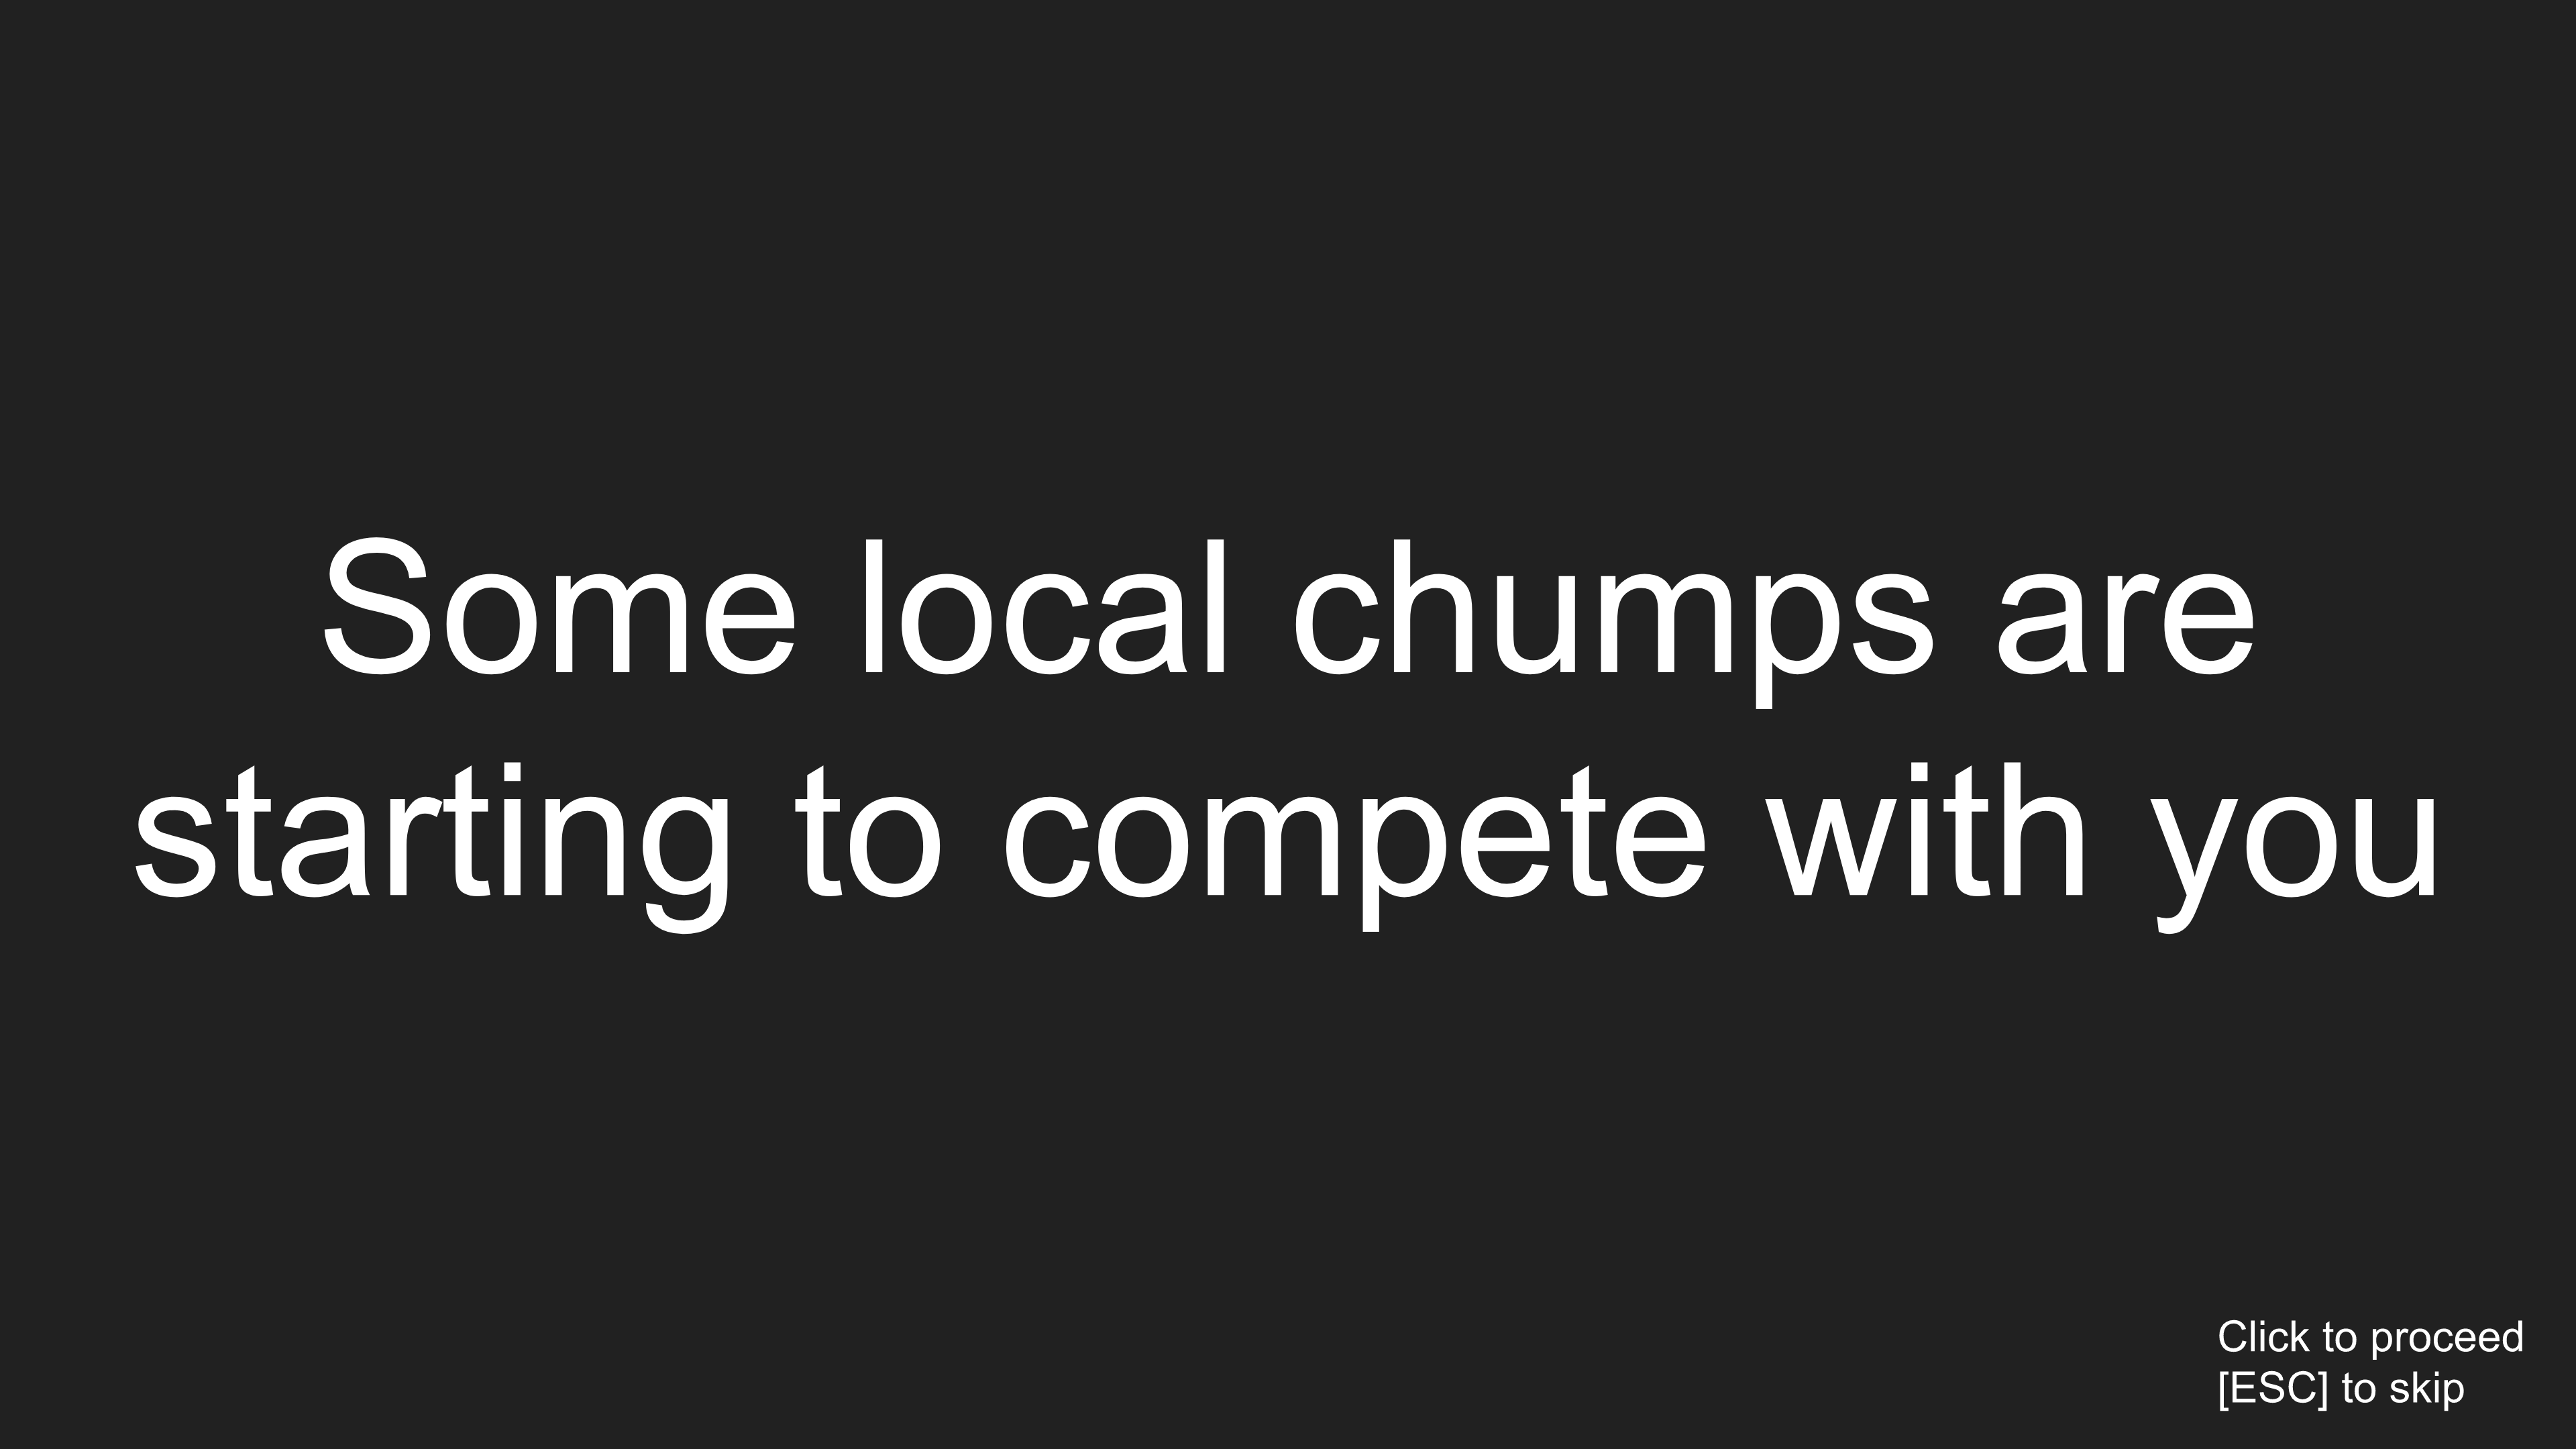 Some local chumps are
starting to compete with you
Click to proceed
[ESC] to skip